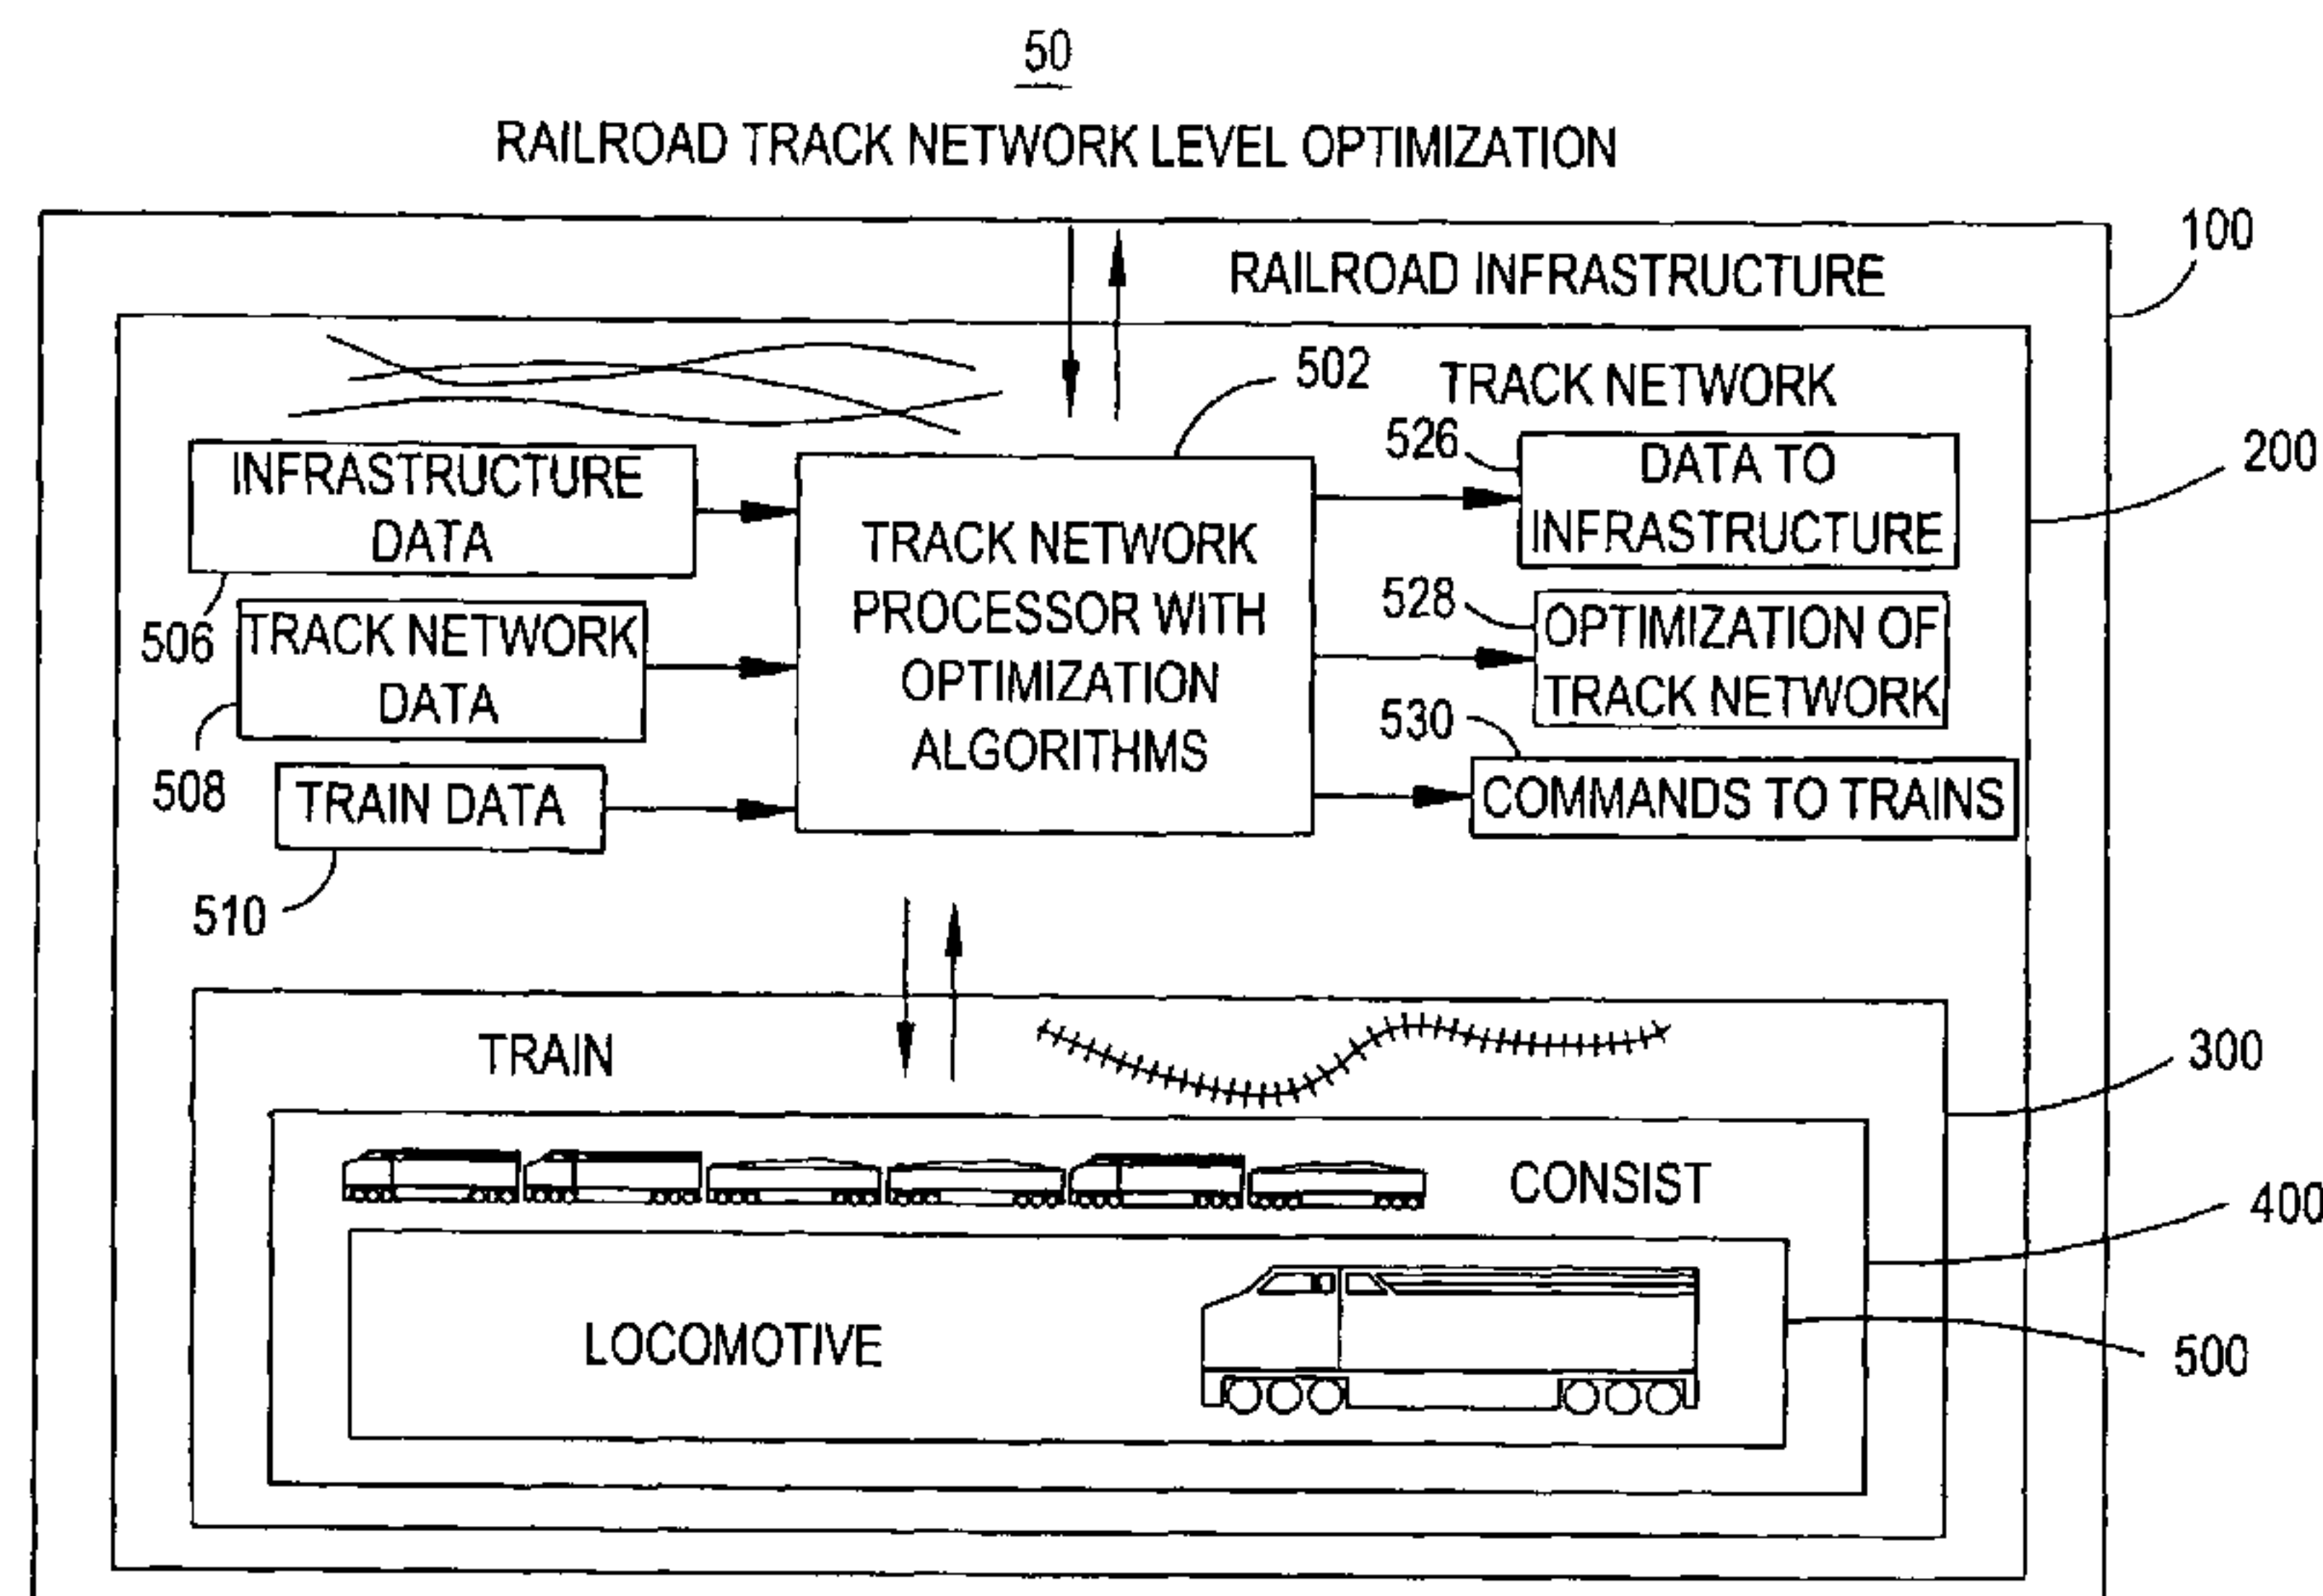 50
RAILROAD TRACK NETWORK LEVEL OPTIMIZATION
100
RAILROAD INFRASTRUCTURE
502
TRACK NETWORK
200
INFRASTRUCTURE
DATA
506
TRACK NETWORK
DATA
508
TRAIN DATA
510
TRACK NETWORK
PROCESSOR WITH
OPTIMIZATION
ALGORITHMS
526
DATA TO
INFRASTRUCTURE
528
OPTIMIZATION OF
TRACK NETWORK
530
COMMANDS TO TRAINS
TRAIN
300
CONSIST
400
LOCOMOTIVE
500